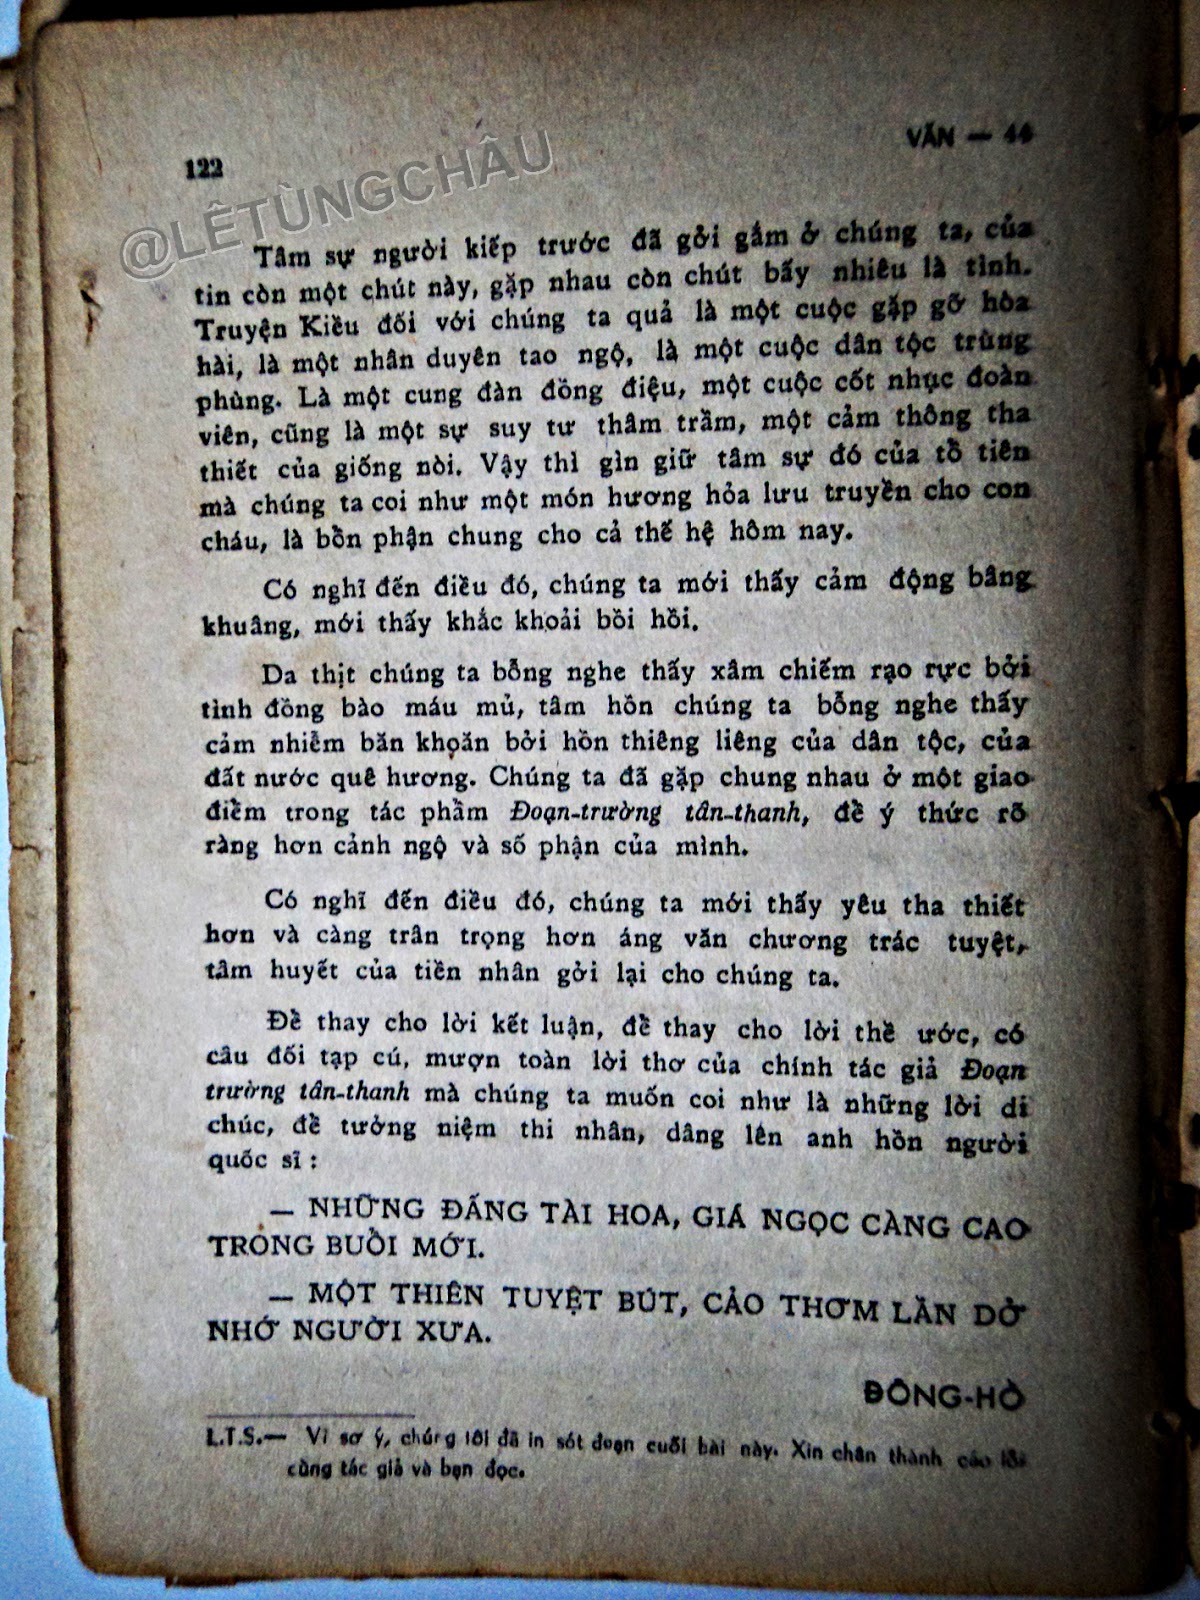 122
VĂN — 44
@LÊTÙNGCHÂU
Tâm sự người kiếp trước đã gởi gắm ở chúng ta, của
tin còn một chút này, gặp nhau còn chút bấy nhiêu là tình.
Truyện Kiều đối với chúng ta quả là một cuộc gặp gỡ hòa
hài, là một nhân duyên tao ngộ, là một cuộc dân tộc trùng
phùng. Là một cung đàn đồng điệu, một cuộc cốt nhục đoàn
viên, cũng là một sự suy tư thâm trầm, một cảm thông tha
thiết của giống nòi. Vậy thì gìn giữ tâm sự đó của tổ tiên
mà chúng ta coi như một món hương hỏa lưu truyền cho con
cháu, là bổn phận chung cho cả thế hệ hôm nay.
Có nghĩ đến điều đó, chúng ta mới thấy cảm động bâng
khuâng, mới thấy khắc khoải bồi hồi.
Da thịt chúng ta bỗng nghe thấy xâm chiếm rạo rực bởi
tình đồng bào máu mủ, tâm hồn chúng ta bỗng nghe thấy
cảm nhiễm băn khoăn bởi hồn thiêng liêng của dân tộc, của
đất nước quê hương. Chúng ta đã gặp chung nhau ở một giao
điểm trong tác phẩm Đoạn-trường tân-thanh, để ý thức rõ
ràng hơn cảnh ngộ và số phận của mình.
Có nghĩ đến điều đó, chúng ta mới thấy yêu tha thiết
hơn và càng trân trọng hơn áng văn chương trác tuyệt,
tâm huyết của tiền nhân gởi lại cho chúng ta.
Để thay cho lời kết luận, để thay cho lời thề ước, có
câu đối tạp cú, mượn toàn lời thơ của chính tác giả Đoạn
trường tân-thanh mà chúng ta muốn coi như là những lời di
chúc, để tưởng niệm thi nhân, dâng lên anh hồn người
quốc sĩ :
— NHỮNG ĐẤNG TÀI HOA, GIÁ NGỌC CÀNG CAO
TRONG BUỔI MỚI.
— MỘT THIÊN TUYỆT BÚT, CẢO THƠM LẦN DỞ
NHỚ NGƯỜI XƯA.
ĐÔNG-HỒ
L.T.S.— Vì sơ ý, chúng tôi đã in sót đoạn cuối bài này. Xin chân thành cáo lỗi
cùng tác giả và bạn đọc.